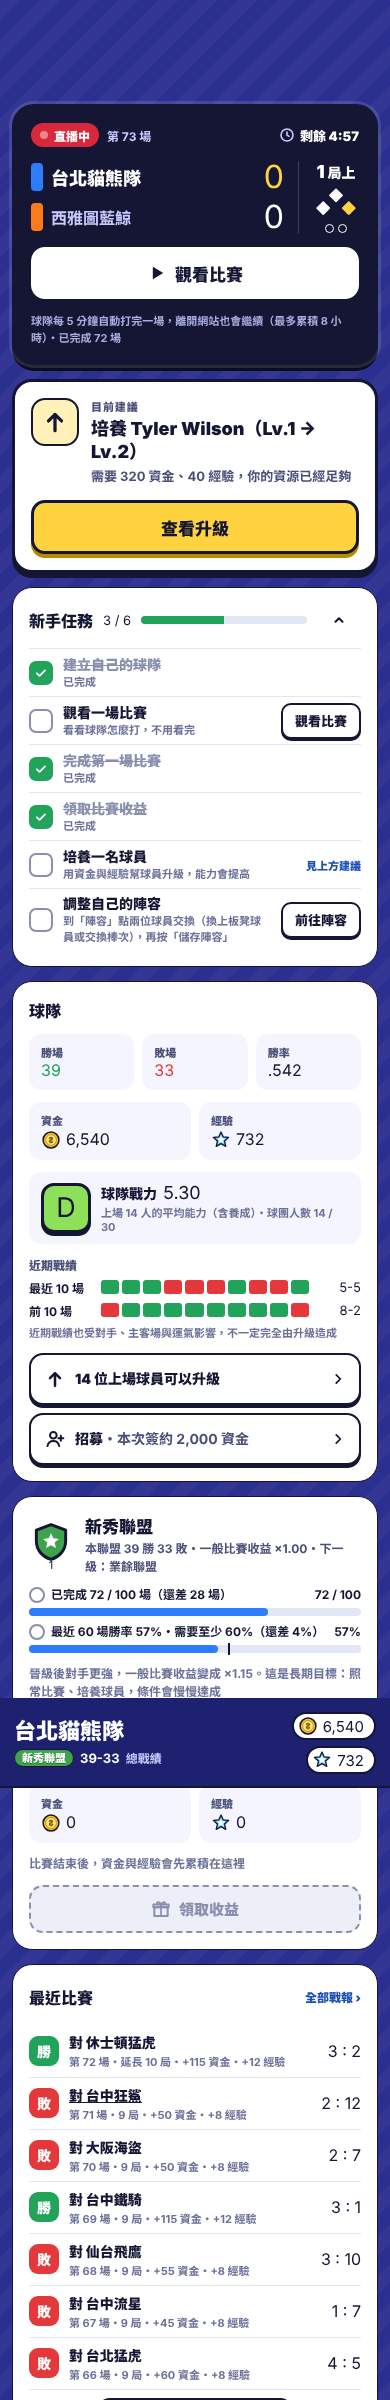 直播中 第 73 場 剩餘 4:57
台北貓熊隊 0
西雅圖藍鯨 0
1局上
觀看比賽
球隊每 5 分鐘自動打完一場，離開網站也會繼續（最多累積 8 小
時）・已完成 72 場
目前建議
培養 Tyler Wilson（Lv.1 →
Lv.2）
需要 320 資金、40 經驗，你的資源已經足夠
查看升級
新手任務 3 / 6
建立自己的球隊
已完成
觀看一場比賽
看看球隊怎麼打，不用看完
觀看比賽
完成第一場比賽
已完成
領取比賽收益
已完成
培養一名球員
用資金與經驗幫球員升級，能力會提高
見上方建議
調整自己的陣容
到「陣容」點兩位球員交換（換上板凳球
員或交換棒次），再按「儲存陣容」
前往陣容
球隊
勝場 敗場 勝率
39 33 .542
資金 經驗
6,540 732
D
球隊戰力 5.30
上場 14 人的平均能力（含養成）・球團人數 14 /
30
近期戰績
最近 10 場 5-5
前 10 場 8-2
近期戰績也受對手、主客場與運氣影響，不一定完全由升級造成
14 位上場球員可以升級
招募・本次簽約 2,000 資金
新秀聯盟
1
本聯盟 39 勝 33 敗・一般比賽收益 ×1.00・下一
級：業餘聯盟
已完成 72 / 100 場（還差 28 場） 72 / 100
最近 60 場勝率 57%・需要至少 60%（還差 4%） 57%
晉級後對手更強，一般比賽收益變成 ×1.15。這是長期目標：照
常比賽、培養球員，條件會慢慢達成
台北貓熊隊 6,540
新秀聯盟 39-33 總戰績 732
資金 經驗
0 0
比賽結束後，資金與經驗會先累積在這裡
領取收益
最近比賽 全部戰報 ›
勝 對 休士頓猛虎 3 : 2
第 72 場・延長 10 局・+115 資金・+12 經驗
敗 對 台中狂鯊 2 : 12
第 71 場・9 局・+50 資金・+8 經驗
敗 對 大阪海盜 2 : 7
第 70 場・9 局・+50 資金・+8 經驗
勝 對 台中鐵騎 3 : 1
第 69 場・9 局・+115 資金・+12 經驗
敗 對 仙台飛鷹 3 : 10
第 68 場・9 局・+55 資金・+8 經驗
敗 對 台中流星 1 : 7
第 67 場・9 局・+45 資金・+8 經驗
敗 對 台北猛虎 4 : 5
第 66 場・9 局・+60 資金・+8 經驗